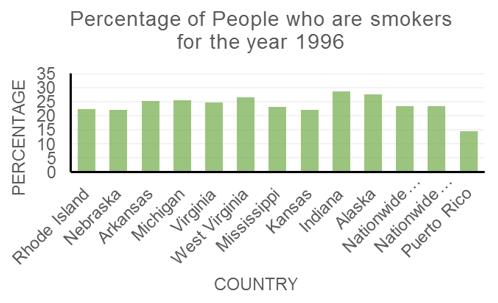 Percentage of People who are smokers
for the year 1996
PERCENTAGE
35
30
25
20
15
10
5
0
Rhode Island
Nebraska
Arkansas
Michigan
Virginia
West Virginia
Mississippi
Kansas
Indiana
Alaska
Nationwide...
Nationwide...
Puerto Rico
COUNTRY